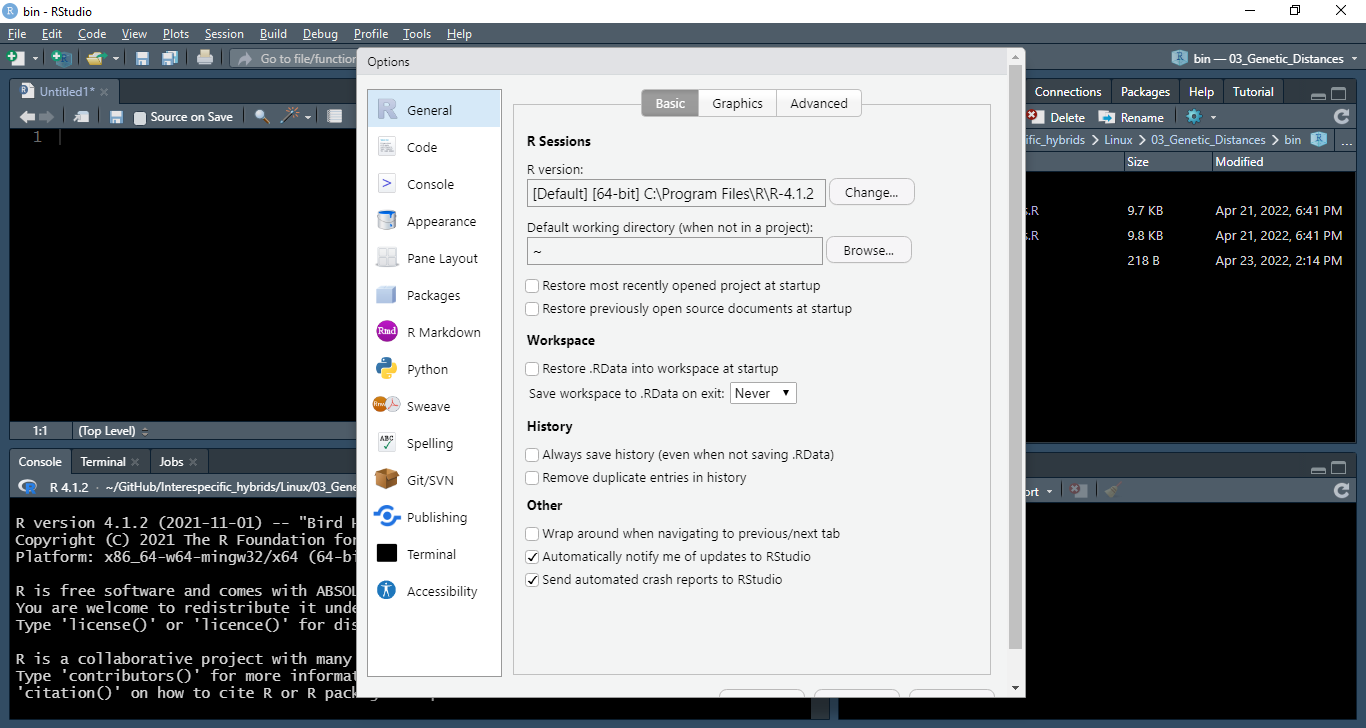 bin - RStudio
File Edit Code View Plots Session Build Debug Profile Tools Help
Go to file/function
bin — 03_Genetic_Distances
Untitled1*
Source on Save
1
1:1 (Top Level)
Console Terminal Jobs
R 4.1.2 · ~/GitHub/Interespecific_hybrids/Linux/03_Gene
R version 4.1.2 (2021-11-01) -- "Bird
Copyright (C) 2021 The R Foundation for
Platform: x86_64-w64-mingw32/x64 (64-bi
R is free software and comes with ABSOL
You are welcome to redistribute it unde
Type 'license()' or 'licence()' for dis
R is a collaborative project with many
Type 'contributors()' for more informat
'citation()' on how to cite R or R pack
Options
General
Code
Console
Appearance
Pane Layout
Packages
Rmd R Markdown
Python
Sweave
ABC Spelling
Git/SVN
Publishing
Terminal
Accessibility
Basic Graphics Advanced
R Sessions
R version:
[Default] [64-bit] C:\Program Files\R\R-4.1.2 Change...
Default working directory (when not in a project):
~ Browse...
Restore most recently opened project at startup
Restore previously open source documents at startup
Workspace
Restore .RData into workspace at startup
Save workspace to .RData on exit: Never
History
Always save history (even when not saving .RData)
Remove duplicate entries in history
Other
Wrap around when navigating to previous/next tab
Automatically notify me of updates to RStudio
Send automated crash reports to RStudio
Connections Packages Help Tutorial
Delete Rename
ific_hybrids > Linux > 03_Genetic_Distances > bin ...
Size Modified
s.R 9.7 KB Apr 21, 2022, 6:41 PM
s.R 9.8 KB Apr 21, 2022, 6:41 PM
218 B Apr 23, 2022, 2:14 PM
ort